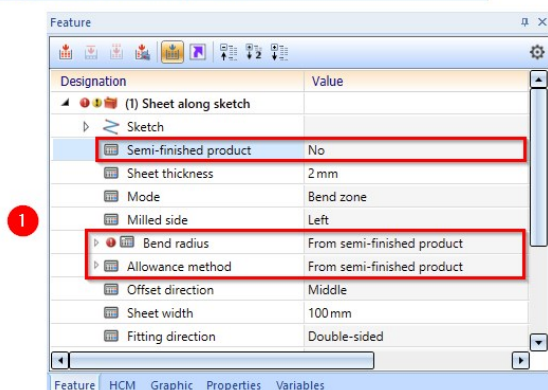 Feature
Designation Value
(1) Sheet along sketch
Sketch
Semi-finished product No
Sheet thickness 2 mm
Mode Bend zone
1 Milled side Left
Bend radius From semi-finished product
Allowance method From semi-finished product
Offset direction Middle
Sheet width 100 mm
Fitting direction Double-sided
Feature HCM Graphic Properties Variables